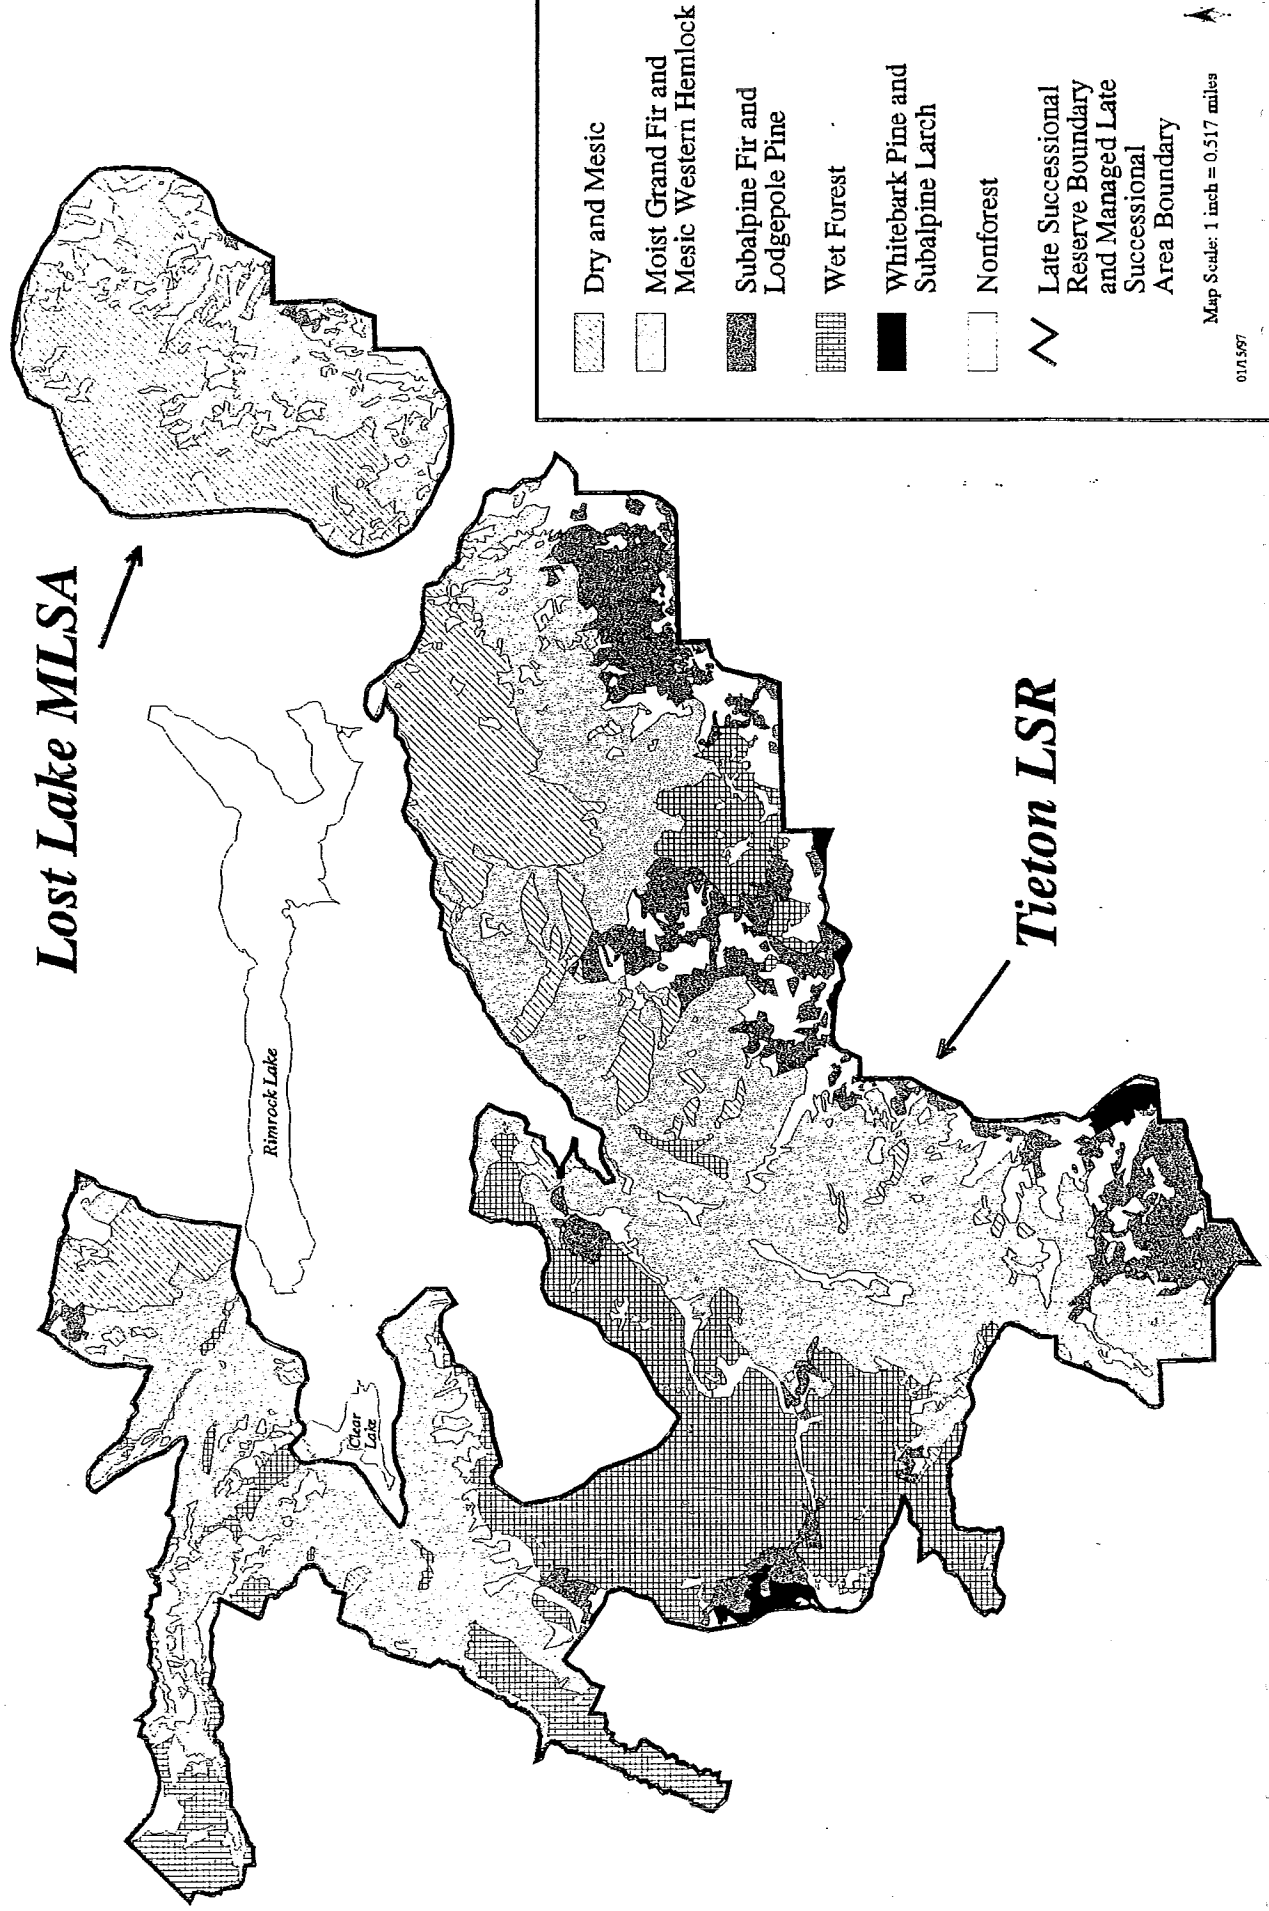 Lost Lake MLSA
Rimrock Lake
Clear
Lake
Tieton LSR
Dry and Mesic
Moist Grand Fir and
Mesic Western Hemlock
Subalpine Fir and
Lodgepole Pine
Wet Forest
Whitebark Pine and
Subalpine Larch
Nonforest
Late Successional
Reserve Boundary
and Managed Late
Successional
Area Boundary
Map Scale: 1 inch = 0.517 miles
01/15/97